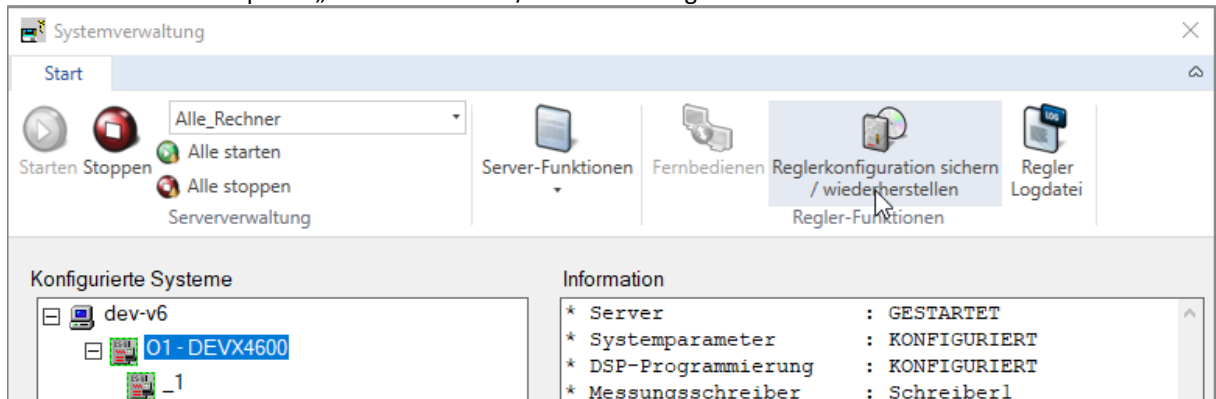 Systemverwaltung
Start
Alle_Rechner
Alle starten
Alle stoppen
Starten Stoppen
Serververwaltung
Server-Funktionen
Fernbedienen
Reglerkonfiguration sichern
/ wiederherstellen
Regler
Logdatei
Regler-Funktionen
LOG
Konfigurierte Systeme
dev-v6
O1 - DEVX4600
_1
Information
* Server : GESTARTET
* Systemparameter : KONFIGURIERT
* DSP-Programmierung : KONFIGURIERT
* Messungsschreiber : Schreiber1